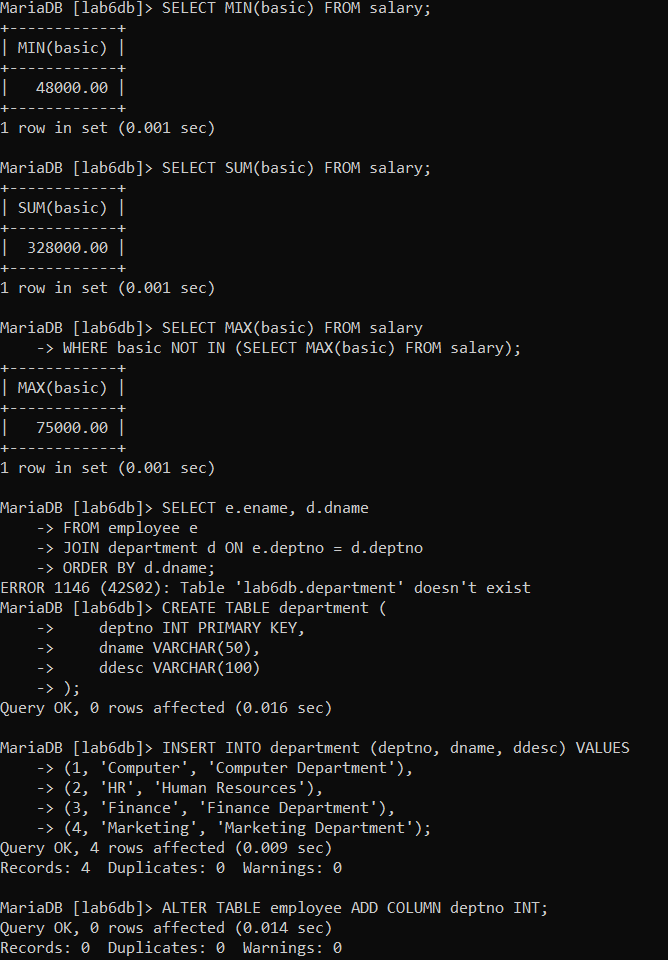 MariaDB [lab6db]> SELECT MIN(basic) FROM salary;
+------------+
| MIN(basic) |
+------------+
|   48000.00 |
+------------+
1 row in set (0.001 sec)

MariaDB [lab6db]> SELECT SUM(basic) FROM salary;
+------------+
| SUM(basic) |
+------------+
|  328000.00 |
+------------+
1 row in set (0.001 sec)

MariaDB [lab6db]> SELECT MAX(basic) FROM salary
    -> WHERE basic NOT IN (SELECT MAX(basic) FROM salary);
+------------+
| MAX(basic) |
+------------+
|   75000.00 |
+------------+
1 row in set (0.001 sec)

MariaDB [lab6db]> SELECT e.ename, d.dname
    -> FROM employee e
    -> JOIN department d ON e.deptno = d.deptno
    -> ORDER BY d.dname;
ERROR 1146 (42S02): Table 'lab6db.department' doesn't exist
MariaDB [lab6db]> CREATE TABLE department (
    ->     deptno INT PRIMARY KEY,
    ->     dname VARCHAR(50),
    ->     ddesc VARCHAR(100)
    -> );
Query OK, 0 rows affected (0.016 sec)

MariaDB [lab6db]> INSERT INTO department (deptno, dname, ddesc) VALUES
    -> (1, 'Computer', 'Computer Department'),
    -> (2, 'HR', 'Human Resources'),
    -> (3, 'Finance', 'Finance Department'),
    -> (4, 'Marketing', 'Marketing Department');
Query OK, 4 rows affected (0.009 sec)
Records: 4  Duplicates: 0  Warnings: 0

MariaDB [lab6db]> ALTER TABLE employee ADD COLUMN deptno INT;
Query OK, 0 rows affected (0.014 sec)
Records: 0  Duplicates: 0  Warnings: 0